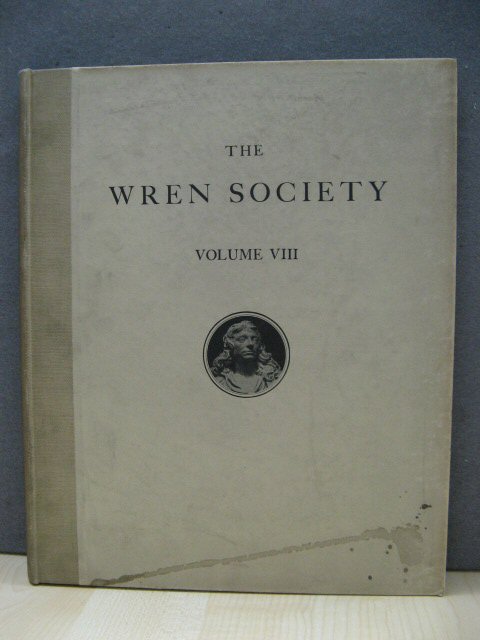 THE
WREN SOCIETY
VOLUME VIII